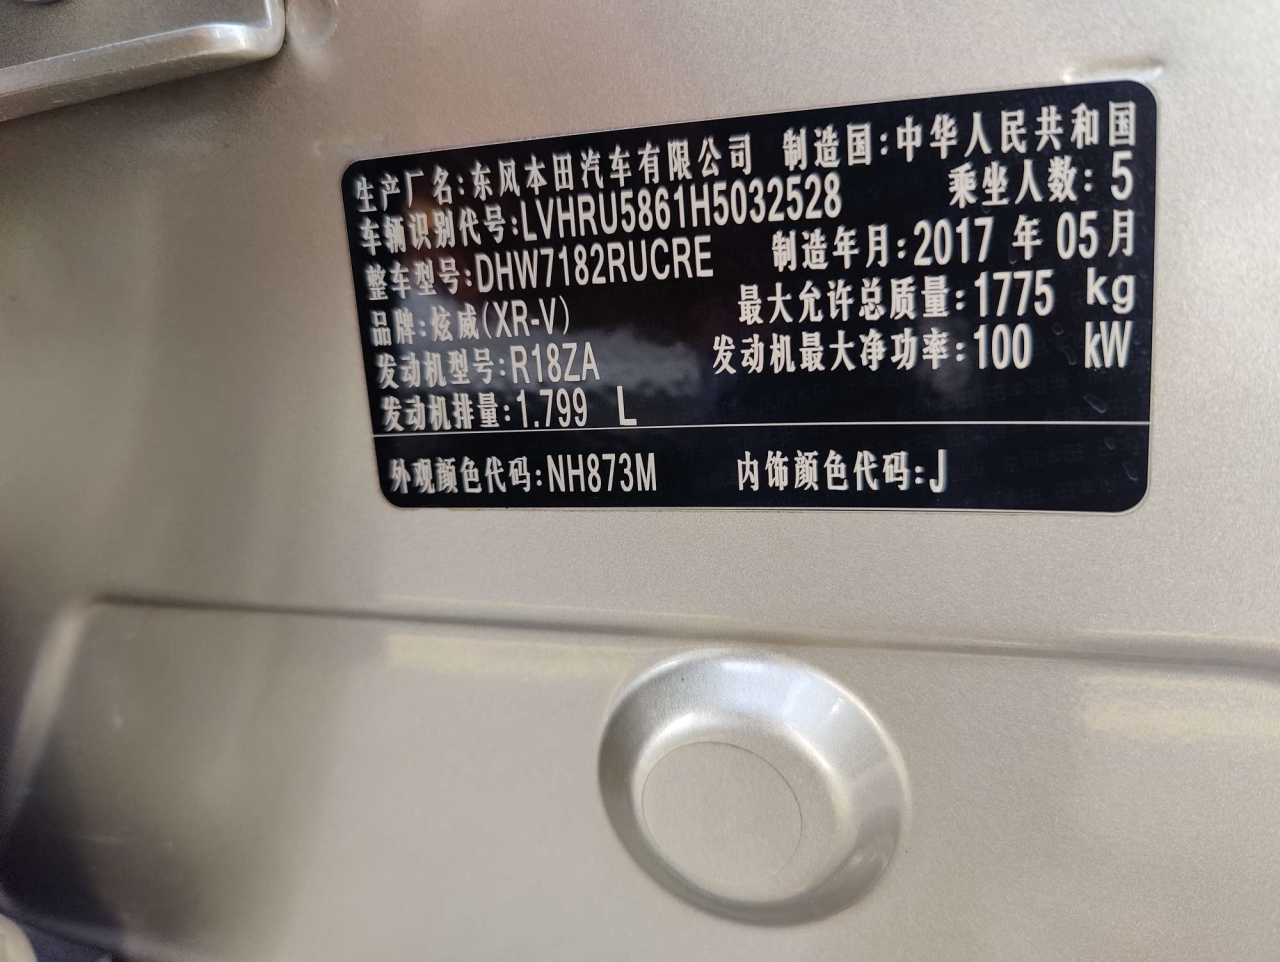 生产厂名:东风本田汽车有限公司 制造国:中华人民共和国
车辆识别代号:LVHRU5861H5032528 乘坐人数:5
整车型号:DHW7182RUCRE 制造年月:2017 年 05月
品牌:炫威(XR-V) 最大允许总质量:1775 kg
发动机型号:R18ZA 发动机最大净功率:100 kW
发动机排量:1.799 L
外观颜色代码:NH873M 内饰颜色代码:J